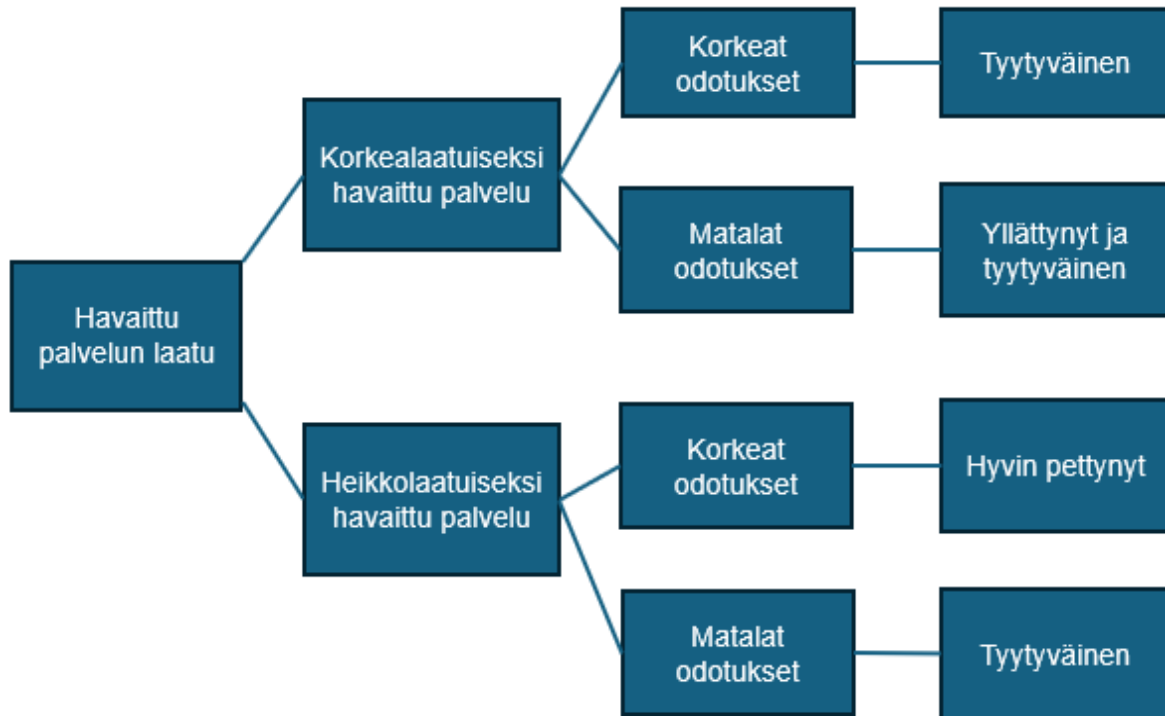 Havaittu
palvelun laatu
Korkealaatuiseksi
havaittu palvelu
Korkeat
odotukset
Tyytyväinen
Matalat
odotukset
Yllättynyt ja
tyytyväinen
Heikkolaatuiseksi
havaittu palvelu
Korkeat
odotukset
Hyvin pettynyt
Matalat
odotukset
Tyytyväinen